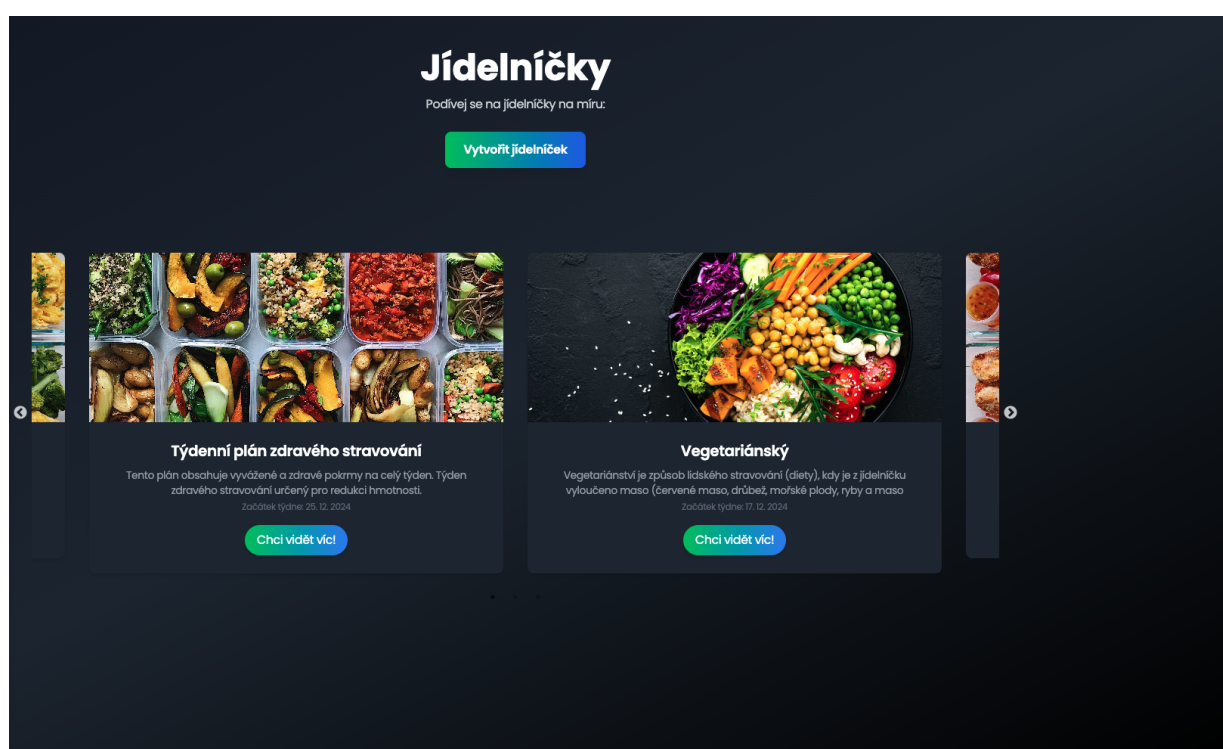 Jídelníčky
Podívej se na jídelníčky na míru:
Vytvořit jídelníček
Týdenní plán zdravého stravování
Tento plán obsahuje vyvážené a zdravé pokrmy na celý týden. Týden
zdravého stravování určený pro redukci hmotnosti.
Začátek týdne: 25. 12. 2024
Chci vidět víc!
Vegetariánský
Vegetariánství je způsob lidského stravování (diety), kdy je z jídelníčku
vyloučeno maso (červené maso, drůbež, mořské plody, ryby a maso
Začátek týdne: 17. 12. 2024
Chci vidět víc!